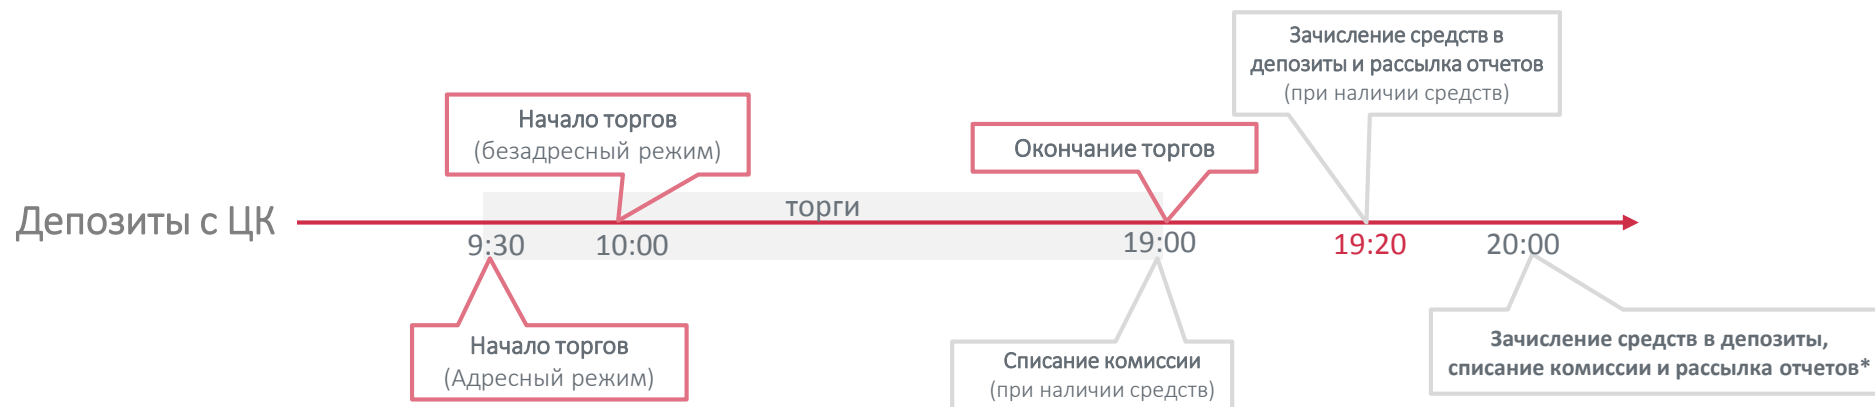 Зачисление средств в
депозиты и рассылка отчетов
(при наличии средств)
Начало торгов
(безадресный режим)
Окончание торгов
Депозиты с ЦК
торги
9:30
10:00
19:00
19:20
20:00
Начало торгов
(Адресный режим)
Списание комиссии
(при наличии средств)
Зачисление средств в депозиты,
списание комиссии и рассылка отчетов*